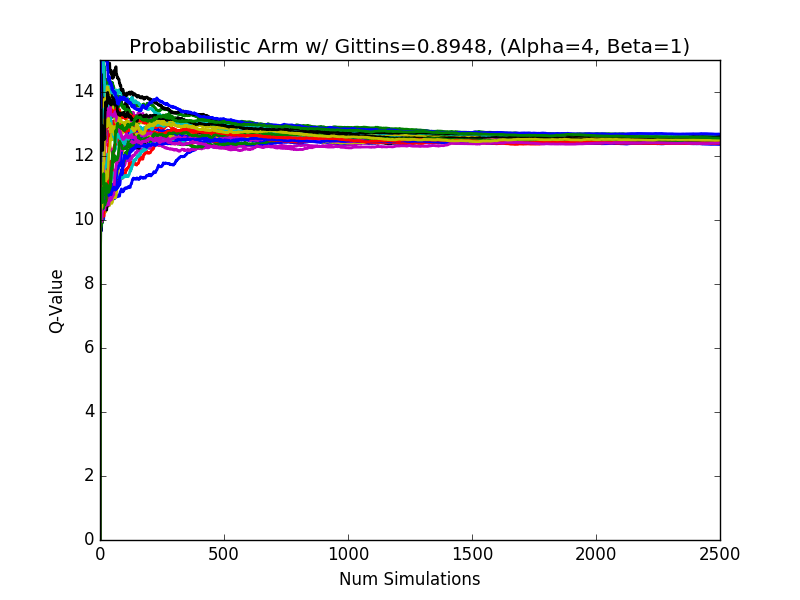 Probabilistic Arm w/ Gittins=0.8948, (Alpha=4, Beta=1)
14
12
10
8
6
4
2
0
Q-Value
0 500 1000 1500 2000 2500
Num Simulations